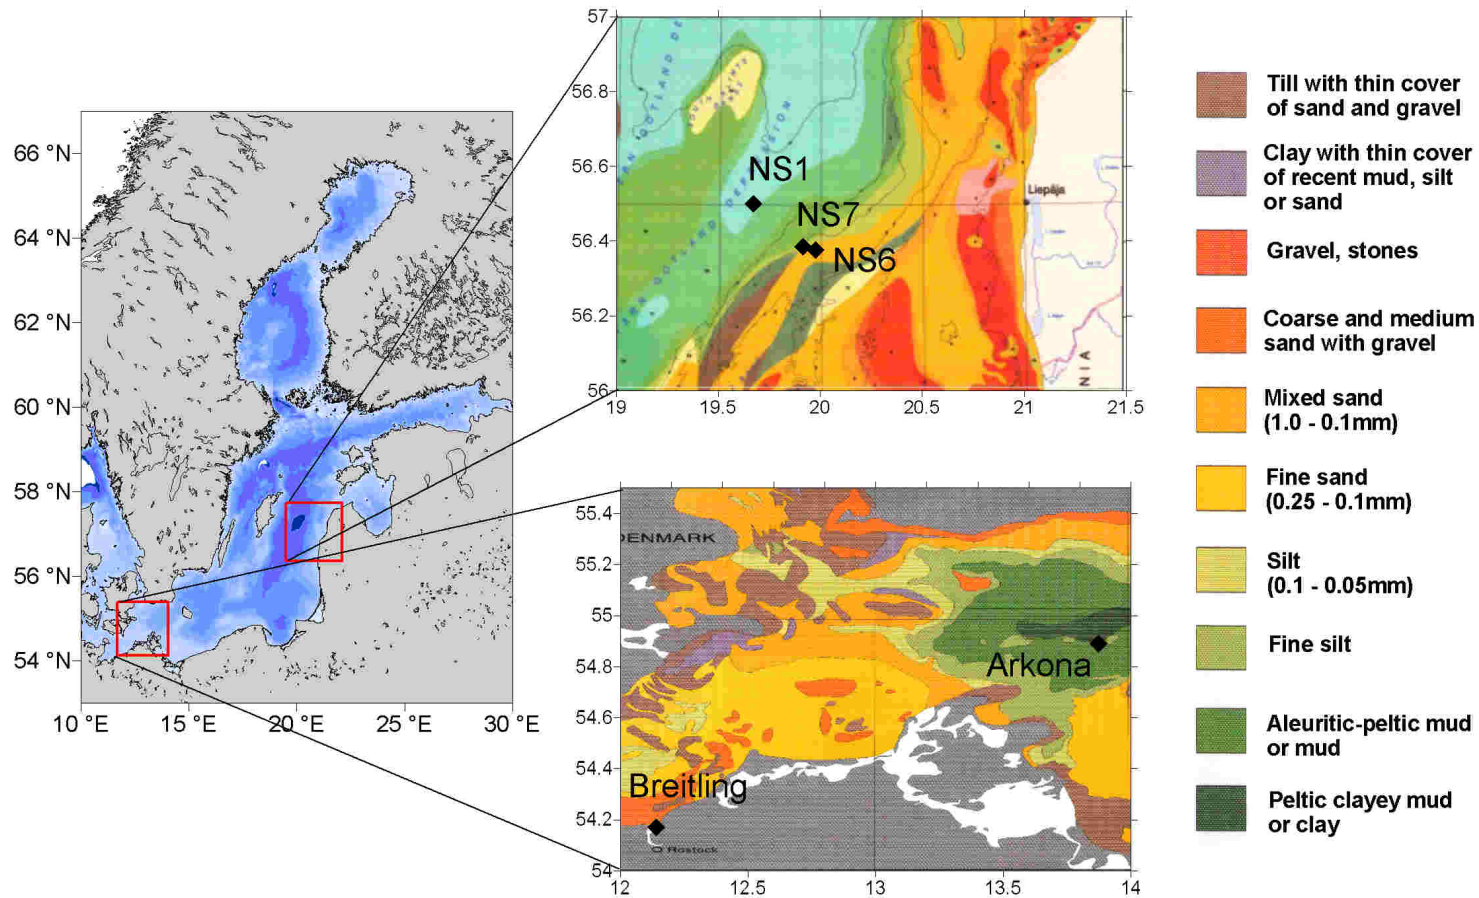 66 °N
64 °N
62 °N
60 °N
58 °N
56 °N
54 °N
10 °E
15 °E
20 °E
25 °E
30 °E
57
56.8
56.6
56.4
56.2
56
19
19.5
20
20.5
21
21.5
NS1
NS7
NS6
Liepāja
N I A
55.4
55.2
55
54.8
54.6
54.4
54.2
54
12
12.5
13
13.5
14
DENMARK
Arkona
Breitling
Rostock
Till with thin cover
of sand and gravel
Clay with thin cover
of recent mud, silt
or sand
Gravel, stones
Coarse and medium
sand with gravel
Mixed sand
(1.0 - 0.1mm)
Fine sand
(0.25 - 0.1mm)
Silt
(0.1 - 0.05mm)
Fine silt
Aleuritic-peltic mud
or mud
Peltic clayey mud
or clay